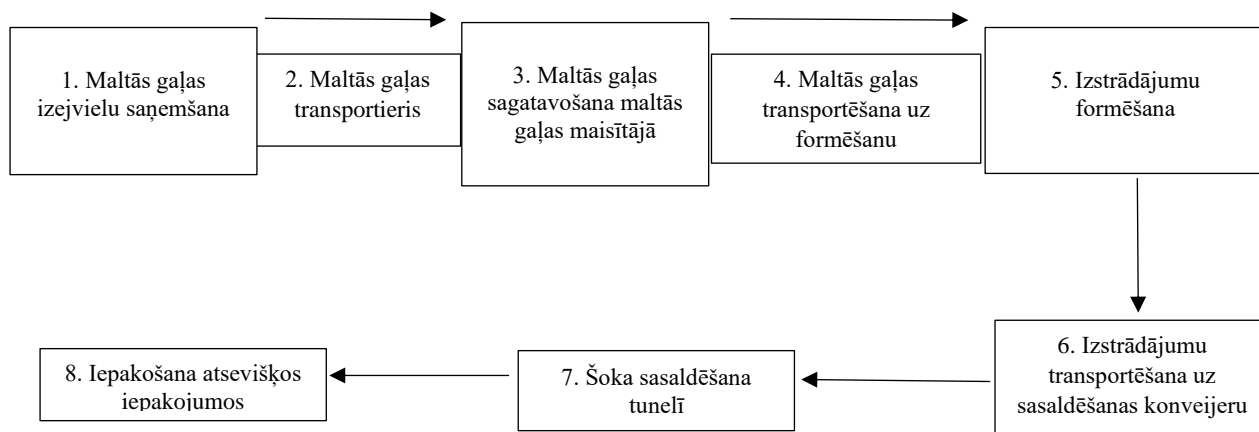 1. Maltās gaļas
izejvielu saņemšana
2. Maltās gaļas
transportieris
3. Maltās gaļas
sagatavošana maltās
gaļas maisītājā
4. Maltās gaļas
transportēšana uz
formēšanu
5. Izstrādājumu
formēšana
6. Izstrādājumu
transportēšana uz
sasaldēšanas konveijeru
7. Šoka sasaldēšana
tunelī
8. Iepakošana atsevišķos
iepakojumos